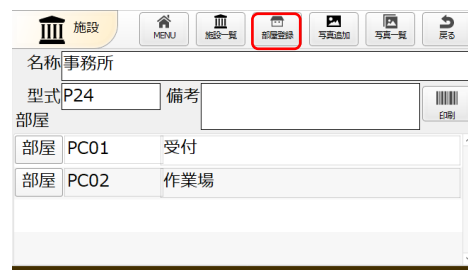 施設 MENU 施設一覧 部屋登録 写真追加 写真一覧 戻る
名称 事務所
型式 P24 備考
印刷
部屋
部屋 PC01 受付
部屋 PC02 作業場